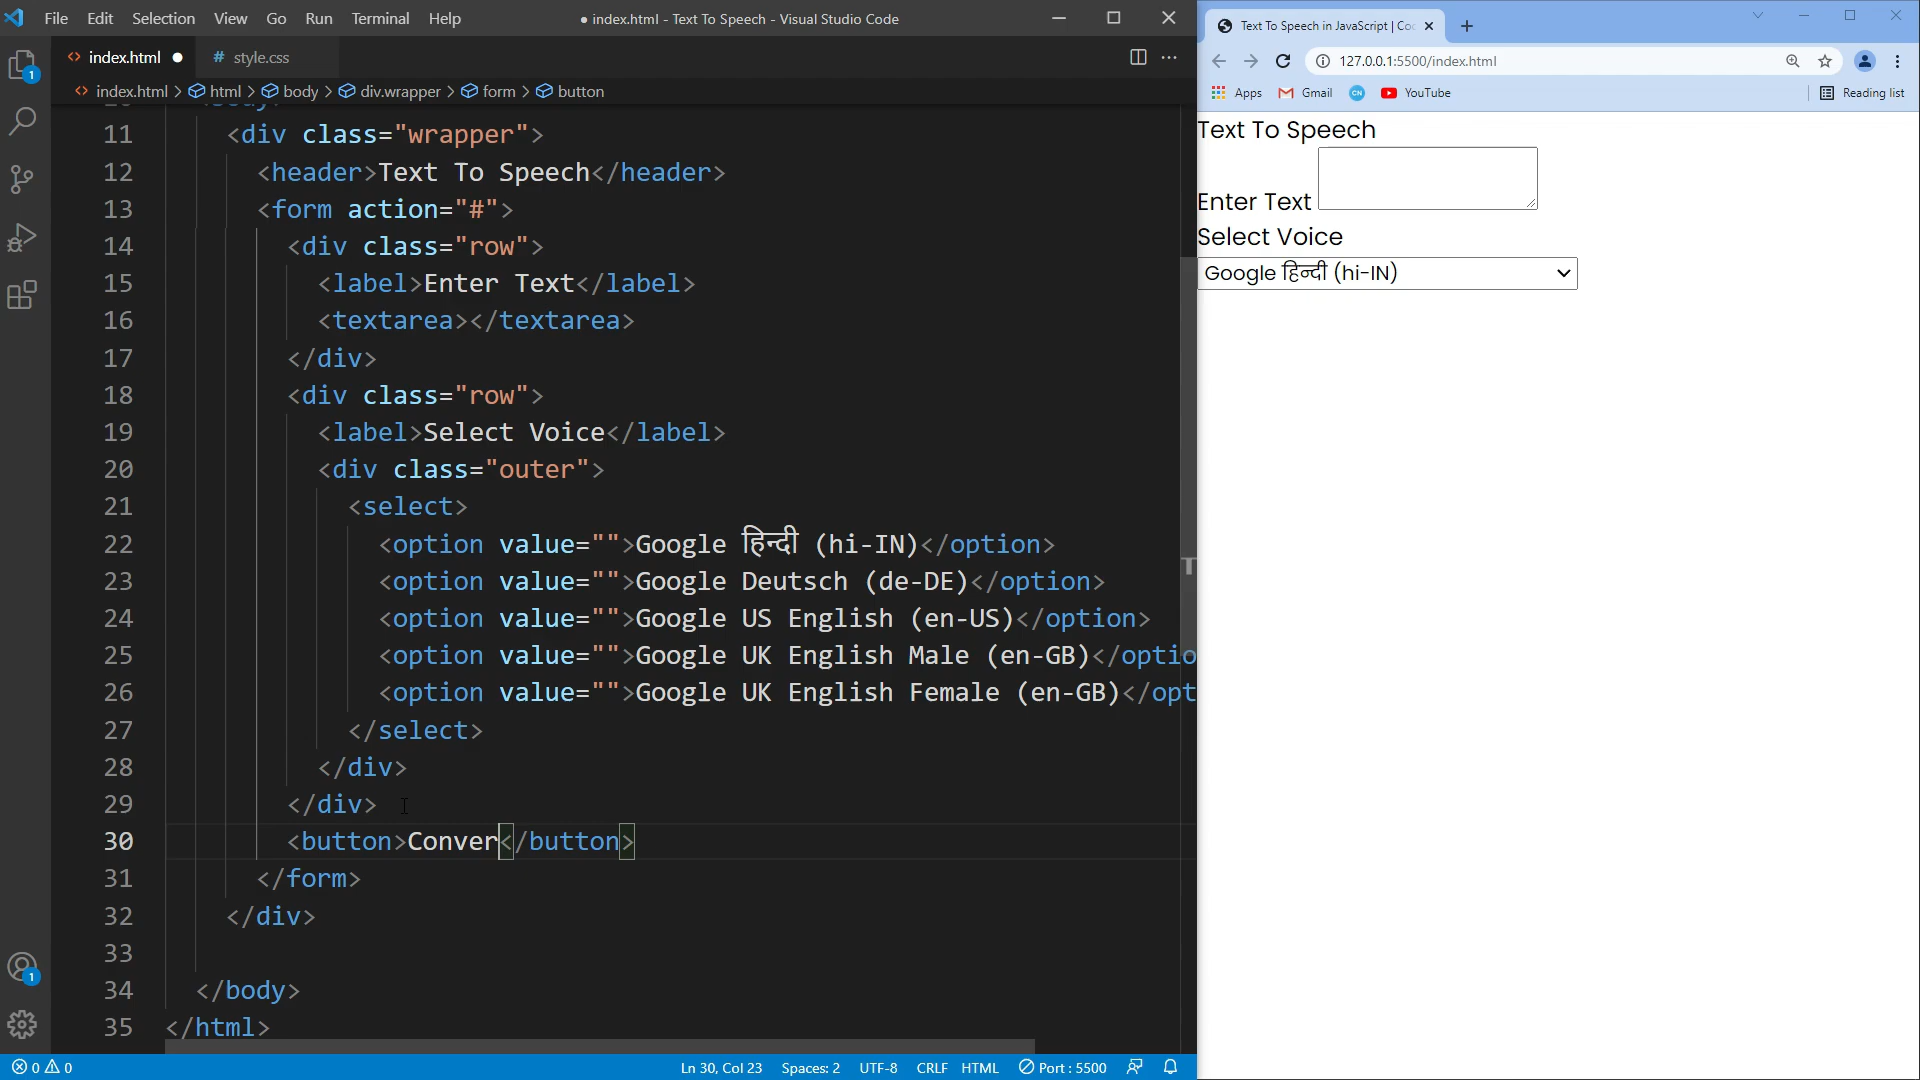 File Edit Selection View Go Run Terminal Help
● index.html - Text To Speech - Visual Studio Code
index.html ●
# style.css
index.html > html > body > div.wrapper > form > button
11 <div class="wrapper">
12 <header>Text To Speech</header>
13 <form action="#">
14 <div class="row">
15 <label>Enter Text</label>
16 <textarea></textarea>
17 </div>
18 <div class="row">
19 <label>Select Voice</label>
20 <div class="outer">
21 <select>
22 <option value="">Google हिन्दी (hi-IN)</option>
23 <option value="">Google Deutsch (de-DE)</option>
24 <option value="">Google US English (en-US)</option>
25 <option value="">Google UK English Male (en-GB)</optio
26 <option value="">Google UK English Female (en-GB)</opt
27 </select>
28 </div>
29 </div>
30 <button>Conver</button>
31 </form>
32 </div>
33
34 </body>
35 </html>
1
1
0 0
Ln 30, Col 23 Spaces: 2 UTF-8 CRLF HTML Port : 5500
Text To Speech in JavaScript | Co
127.0.0.1:5500/index.html
Apps Gmail CN YouTube Reading list
Text To Speech
Enter Text
Select Voice
Google हिन्दी (hi-IN)